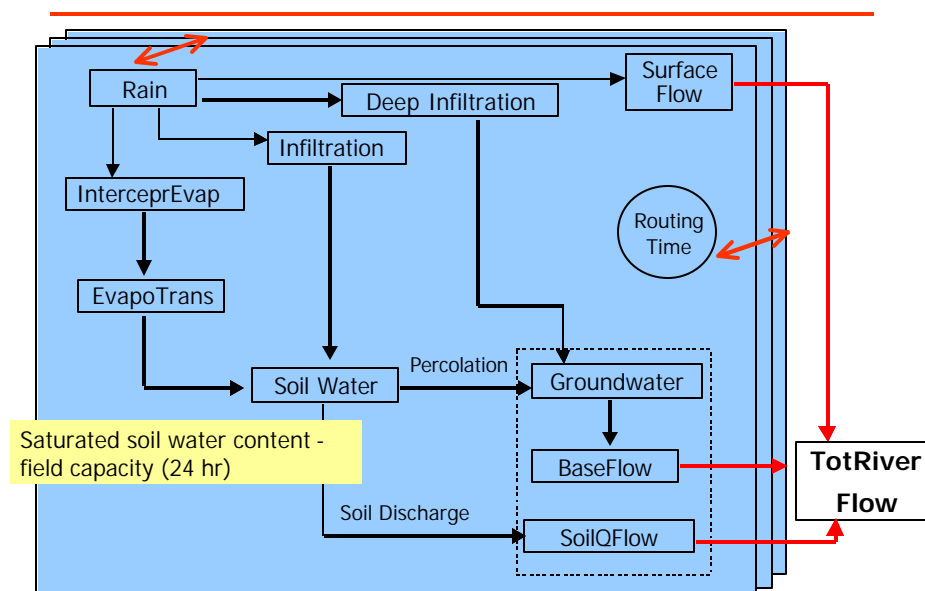 Surface
Flow
Rain
Deep Infiltration
Infiltration
InterceprEvap
Routing
Time
EvapoTrans
Percolation
Soil Water
Groundwater
Saturated soil water content -
field capacity (24 hr)
BaseFlow
TotRiver
Flow
Soil Discharge
SoilQFlow